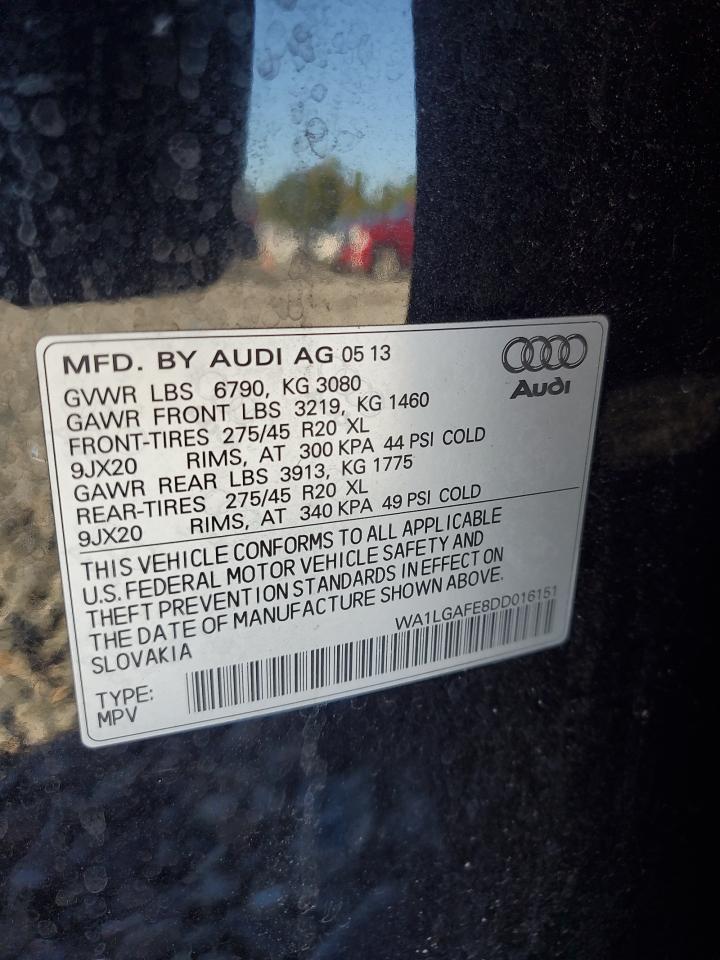 MFD. BY AUDI AG 05 13
Audi
GVWR LBS 6790, KG 3080
GAWR FRONT LBS 3219, KG 1460
FRONT-TIRES 275/45 R20 XL
9JX20 RIMS, AT 300 KPA 44 PSI COLD
GAWR REAR LBS 3913, KG 1775
REAR-TIRES 275/45 R20 XL
9JX20 RIMS, AT 340 KPA 49 PSI COLD
THIS VEHICLE CONFORMS TO ALL APPLICABLE
U.S. FEDERAL MOTOR VEHICLE SAFETY AND
THEFT PREVENTION STANDARDS IN EFFECT ON
THE DATE OF MANUFACTURE SHOWN ABOVE.
SLOVAKIA WA1LGAFE8DD016151
TYPE:
MPV